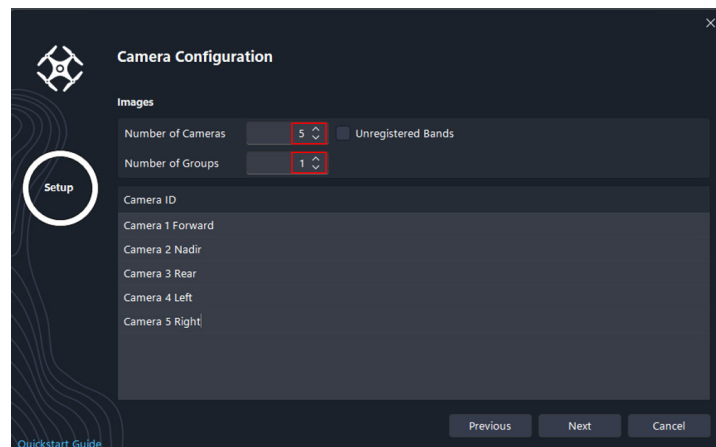 Camera Configuration
Images
Number of Cameras 5 Unregistered Bands
Number of Groups 1
Setup
Camera ID
Camera 1 Forward
Camera 2 Nadir
Camera 3 Rear
Camera 4 Left
Camera 5 Right
Previous Next Cancel
Quickstart Guide